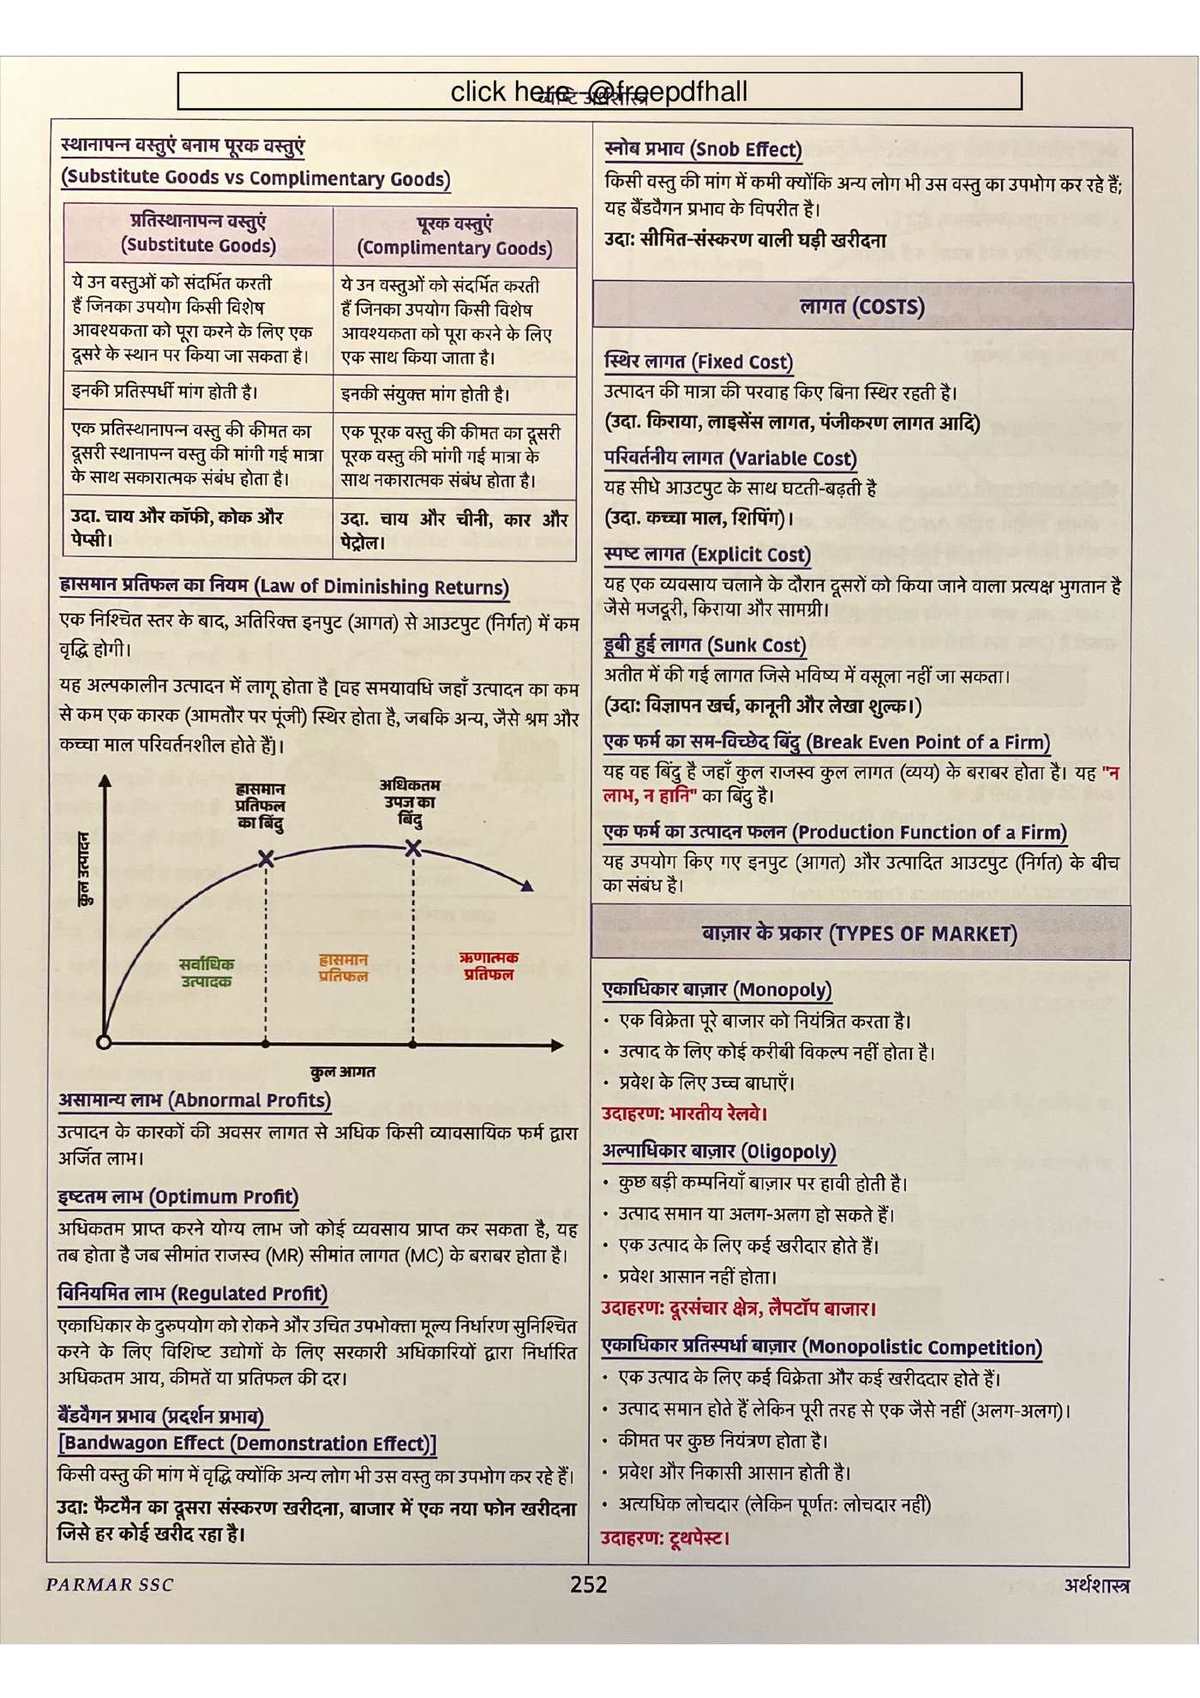 click here - @freepdfhall
व्यष्टि अर्थशास्त्र
स्थानापन्न वस्तुएं बनाम पूरक वस्तुएं
(Substitute Goods vs Complimentary Goods)
प्रतिस्थानापन्न वस्तुएं
(Substitute Goods)
पूरक वस्तुएं
(Complimentary Goods)
ये उन वस्तुओं को संदर्भित करती
हैं जिनका उपयोग किसी विशेष
आवश्यकता को पूरा करने के लिए एक
दूसरे के स्थान पर किया जा सकता है।
ये उन वस्तुओं को संदर्भित करती
हैं जिनका उपयोग किसी विशेष
आवश्यकता को पूरा करने के लिए
एक साथ किया जाता है।
इनकी प्रतिस्पर्धी मांग होती है।
इनकी संयुक्त मांग होती है।
एक प्रतिस्थानापन्न वस्तु की कीमत का
दूसरी स्थानापन्न वस्तु की मांगी गई मात्रा
के साथ सकारात्मक संबंध होता है।
एक पूरक वस्तु की कीमत का दूसरी
पूरक वस्तु की मांगी गई मात्रा के
साथ नकारात्मक संबंध होता है।
उदा. चाय और कॉफी, कोक और
पेप्सी।
उदा. चाय और चीनी, कार और
पेट्रोल।
ह्रासमान प्रतिफल का नियम (Law of Diminishing Returns)
एक निश्चित स्तर के बाद, अतिरिक्त इनपुट (आगत) से आउटपुट (निर्गत) में कम
वृद्धि होगी।
यह अल्पकालीन उत्पादन में लागू होता है [वह समयावधि जहाँ उत्पादन का कम
से कम एक कारक (आमतौर पर पूंजी) स्थिर होता है, जबकि अन्य, जैसे श्रम और
कच्चा माल परिवर्तनशील होते हैं]।
ह्रासमान
प्रतिफल
का बिंदु
अधिकतम
उपज का
बिंदु
कुल उत्पादन
सर्वाधिक
उत्पादक
ह्रासमान
प्रतिफल
ऋणात्मक
प्रतिफल
कुल आगत
असामान्य लाभ (Abnormal Profits)
उत्पादन के कारकों की अवसर लागत से अधिक किसी व्यावसायिक फर्म द्वारा
अर्जित लाभ।
इष्टतम लाभ (Optimum Profit)
अधिकतम प्राप्त करने योग्य लाभ जो कोई व्यवसाय प्राप्त कर सकता है, यह
तब होता है जब सीमांत राजस्व (MR) सीमांत लागत (MC) के बराबर होता है।
विनियमित लाभ (Regulated Profit)
एकाधिकार के दुरुपयोग को रोकने और उचित उपभोक्ता मूल्य निर्धारण सुनिश्चित
करने के लिए विशिष्ट उद्योगों के लिए सरकारी अधिकारियों द्वारा निर्धारित
अधिकतम आय, कीमतें या प्रतिफल की दर।
बैंडवैगन प्रभाव (प्रदर्शन प्रभाव)
[Bandwagon Effect (Demonstration Effect)]
किसी वस्तु की मांग में वृद्धि क्योंकि अन्य लोग भी उस वस्तु का उपभोग कर रहे हैं।
उदा: फैटमैन का दूसरा संस्करण खरीदना, बाजार में एक नया फोन खरीदना
जिसे हर कोई खरीद रहा है।
स्नोब प्रभाव (Snob Effect)
किसी वस्तु की मांग में कमी क्योंकि अन्य लोग भी उस वस्तु का उपभोग कर रहे हैं;
यह बैंडवैगन प्रभाव के विपरीत है।
उदा: सीमित-संस्करण वाली घड़ी खरीदना
लागत (COSTS)
स्थिर लागत (Fixed Cost)
उत्पादन की मात्रा की परवाह किए बिना स्थिर रहती है।
(उदा. किराया, लाइसेंस लागत, पंजीकरण लागत आदि)
परिवर्तनीय लागत (Variable Cost)
यह सीधे आउटपुट के साथ घटती-बढ़ती है
(उदा. कच्चा माल, शिपिंग)।
स्पष्ट लागत (Explicit Cost)
यह एक व्यवसाय चलाने के दौरान दूसरों को किया जाने वाला प्रत्यक्ष भुगतान है
जैसे मजदूरी, किराया और सामग्री।
डूबी हुई लागत (Sunk Cost)
अतीत में की गई लागत जिसे भविष्य में वसूला नहीं जा सकता।
(उदा: विज्ञापन खर्च, कानूनी और लेखा शुल्क।)
एक फर्म का सम-विच्छेद बिंदु (Break Even Point of a Firm)
यह वह बिंदु है जहाँ कुल राजस्व कुल लागत (व्यय) के बराबर होता है। यह "न
लाभ, न हानि" का बिंदु है।
एक फर्म का उत्पादन फलन (Production Function of a Firm)
यह उपयोग किए गए इनपुट (आगत) और उत्पादित आउटपुट (निर्गत) के बीच
का संबंध है।
बाज़ार के प्रकार (TYPES OF MARKET)
एकाधिकार बाज़ार (Monopoly)
• एक विक्रेता पूरे बाजार को नियंत्रित करता है।
• उत्पाद के लिए कोई करीबी विकल्प नहीं होता है।
• प्रवेश के लिए उच्च बाधाएँ।
उदाहरण: भारतीय रेलवे।
अल्पाधिकार बाज़ार (Oligopoly)
• कुछ बड़ी कम्पनियाँ बाज़ार पर हावी होती है।
• उत्पाद समान या अलग-अलग हो सकते हैं।
• एक उत्पाद के लिए कई खरीदार होते हैं।
• प्रवेश आसान नहीं होता।
उदाहरण: दूरसंचार क्षेत्र, लैपटॉप बाजार।
एकाधिकार प्रतिस्पर्धा बाज़ार (Monopolistic Competition)
• एक उत्पाद के लिए कई विक्रेता और कई खरीददार होते हैं।
• उत्पाद समान होते हैं लेकिन पूरी तरह से एक जैसे नहीं (अलग-अलग)।
• कीमत पर कुछ नियंत्रण होता है।
• प्रवेश और निकासी आसान होती है।
• अत्यधिक लोचदार (लेकिन पूर्णतः लोचदार नहीं)
उदाहरण: टूथपेस्ट।
PARMAR SSC
252
अर्थशास्त्र